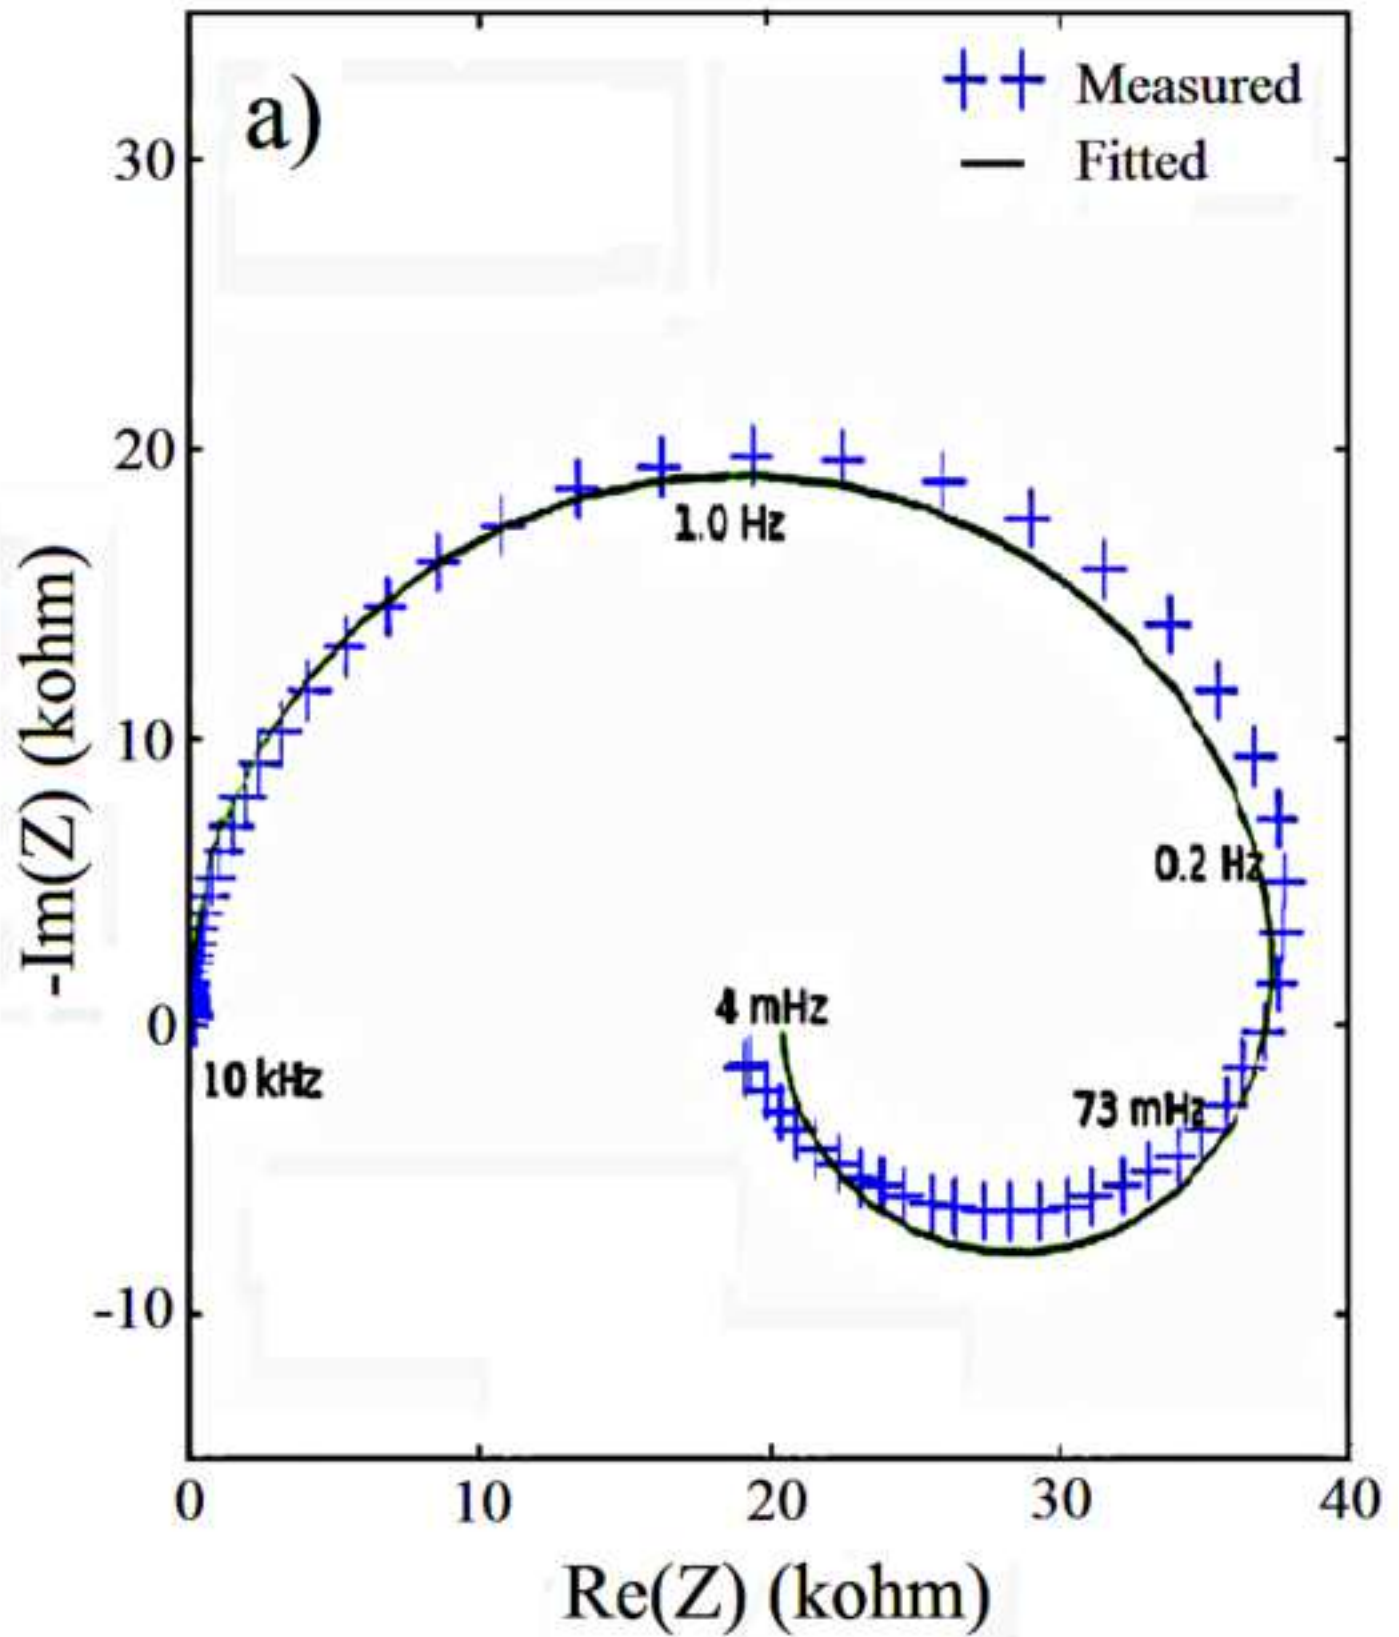 a)
Measured
Fitted
30
20
10
0
-10
-Im(Z) (kohm)
1.0 Hz
0.2 Hz
4 mHz
73 mHz
10 kHz
0 10 20 30 40
Re(Z) (kohm)